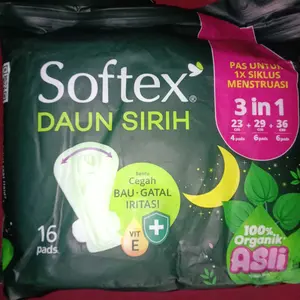 Softex®
DAUN SIRIH
PAS UNTUK
1X SIKLUS
MENSTRUASI
3 in 1
23 + 29 + 36
cm cm cm
4 pads 6 pads 6 pads
Cegah
BAU • GATAL
IRITASI
VIT
E
16
pads
100%
Organik
Asli